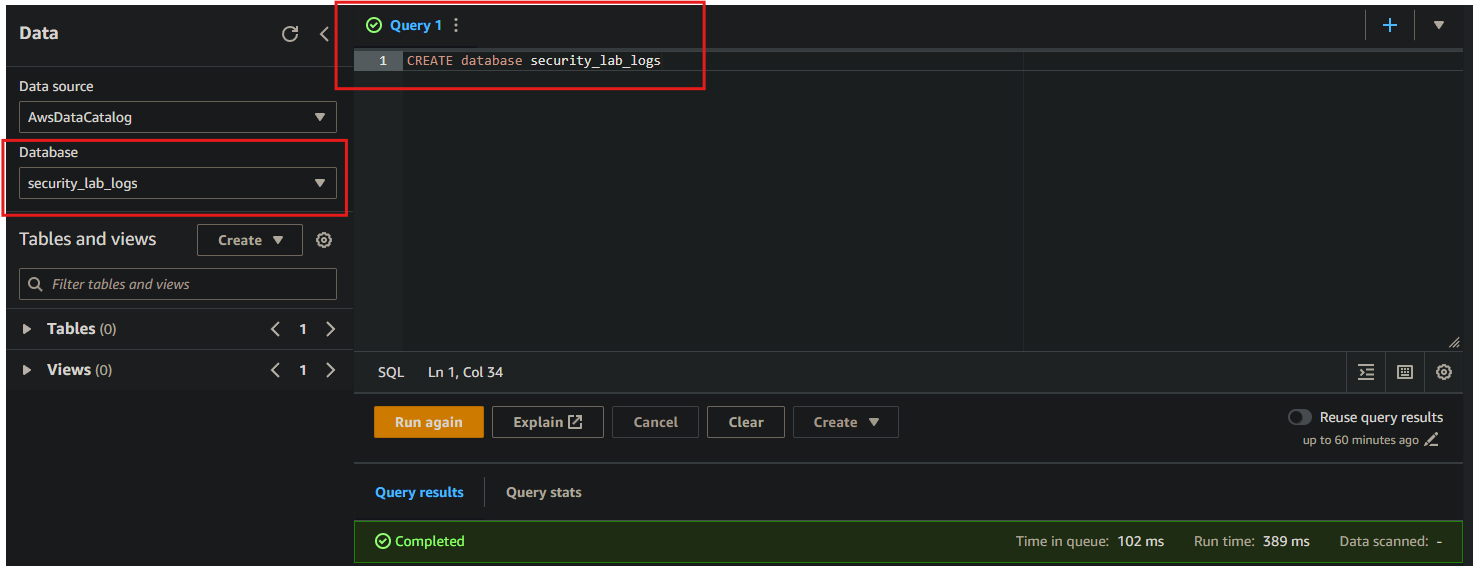 Data
Data source
AwsDataCatalog
Database
security_lab_logs
Tables and views
Create
Filter tables and views
Tables (0)
1
Views (0)
1
Query 1
1 CREATE database security_lab_logs
SQL Ln 1, Col 34
Run again Explain Cancel Clear Create
Reuse query results
up to 60 minutes ago
Query results Query stats
Completed Time in queue: 102 ms Run time: 389 ms Data scanned: -